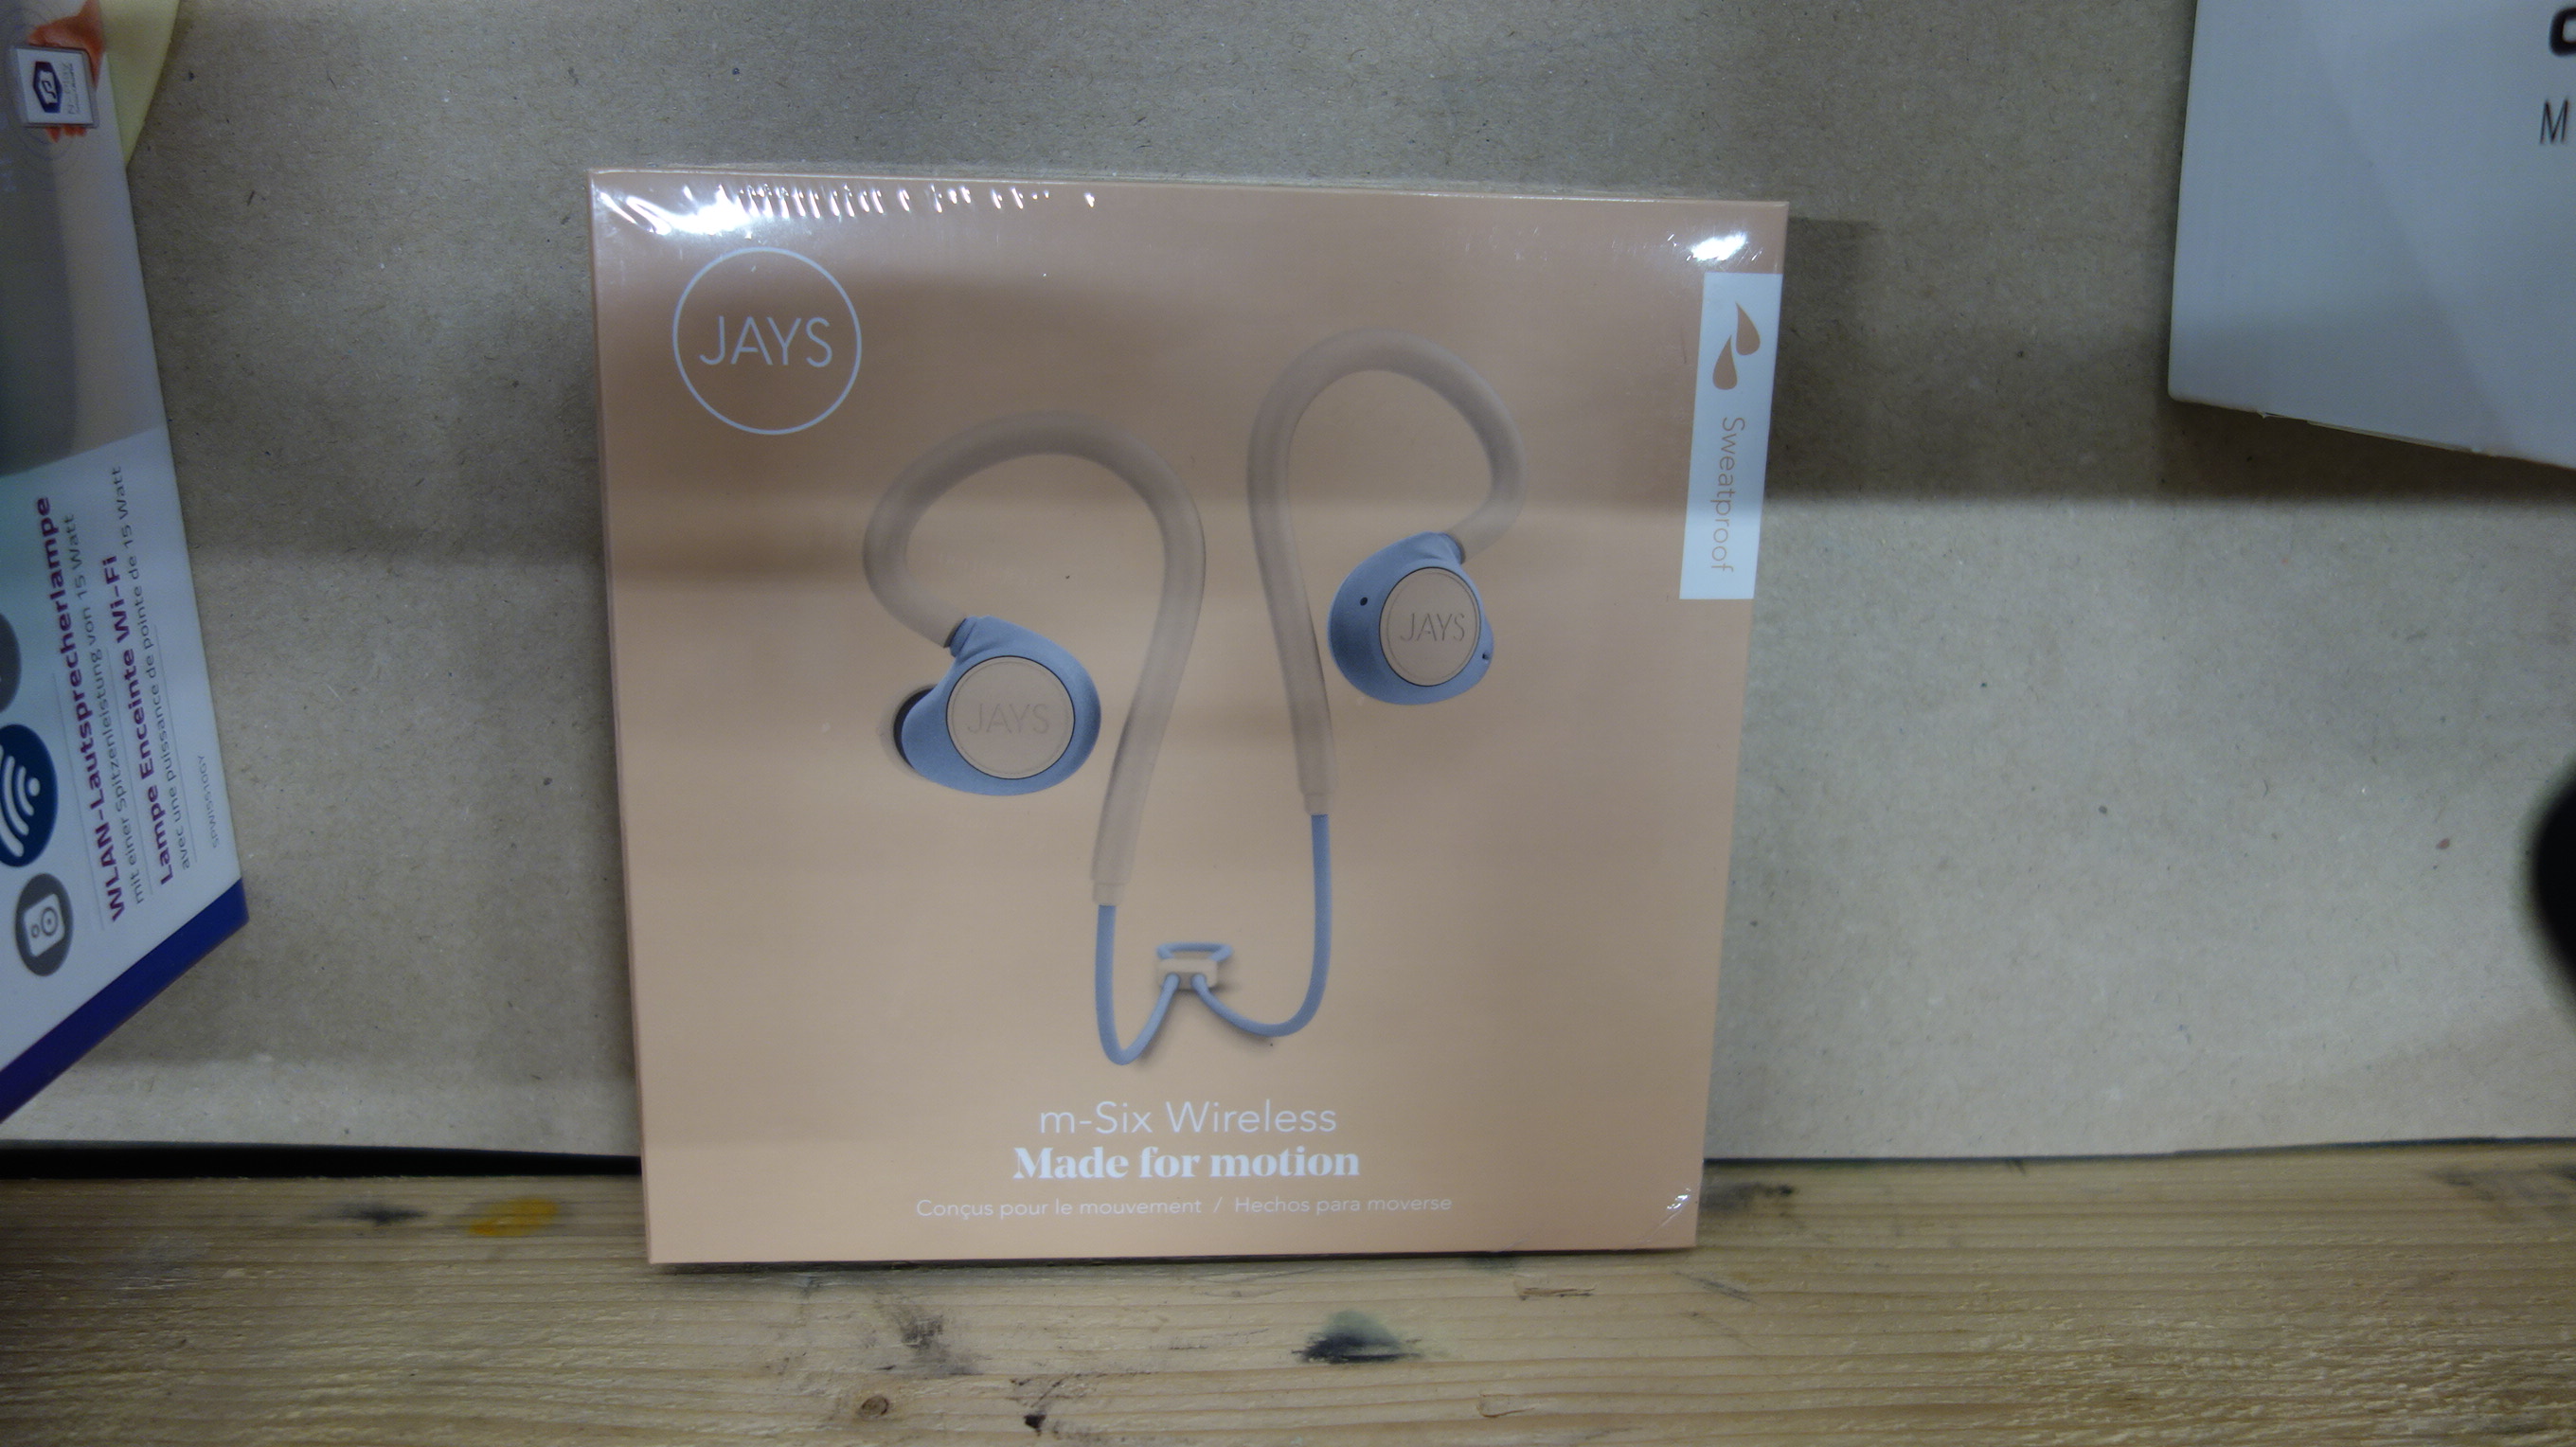 WLAN-Lautsprecherlampe
mit einer Spitzenleistung von 15 Watt
Lampe Enceinte Wi-Fi
avec une puissance de pointe de 15 Watt
JAYS
Sweatproof
JAYS
JAYS
m-Six Wireless
Made for motion
Conçus pour le mouvement / Hechos para moverse
M